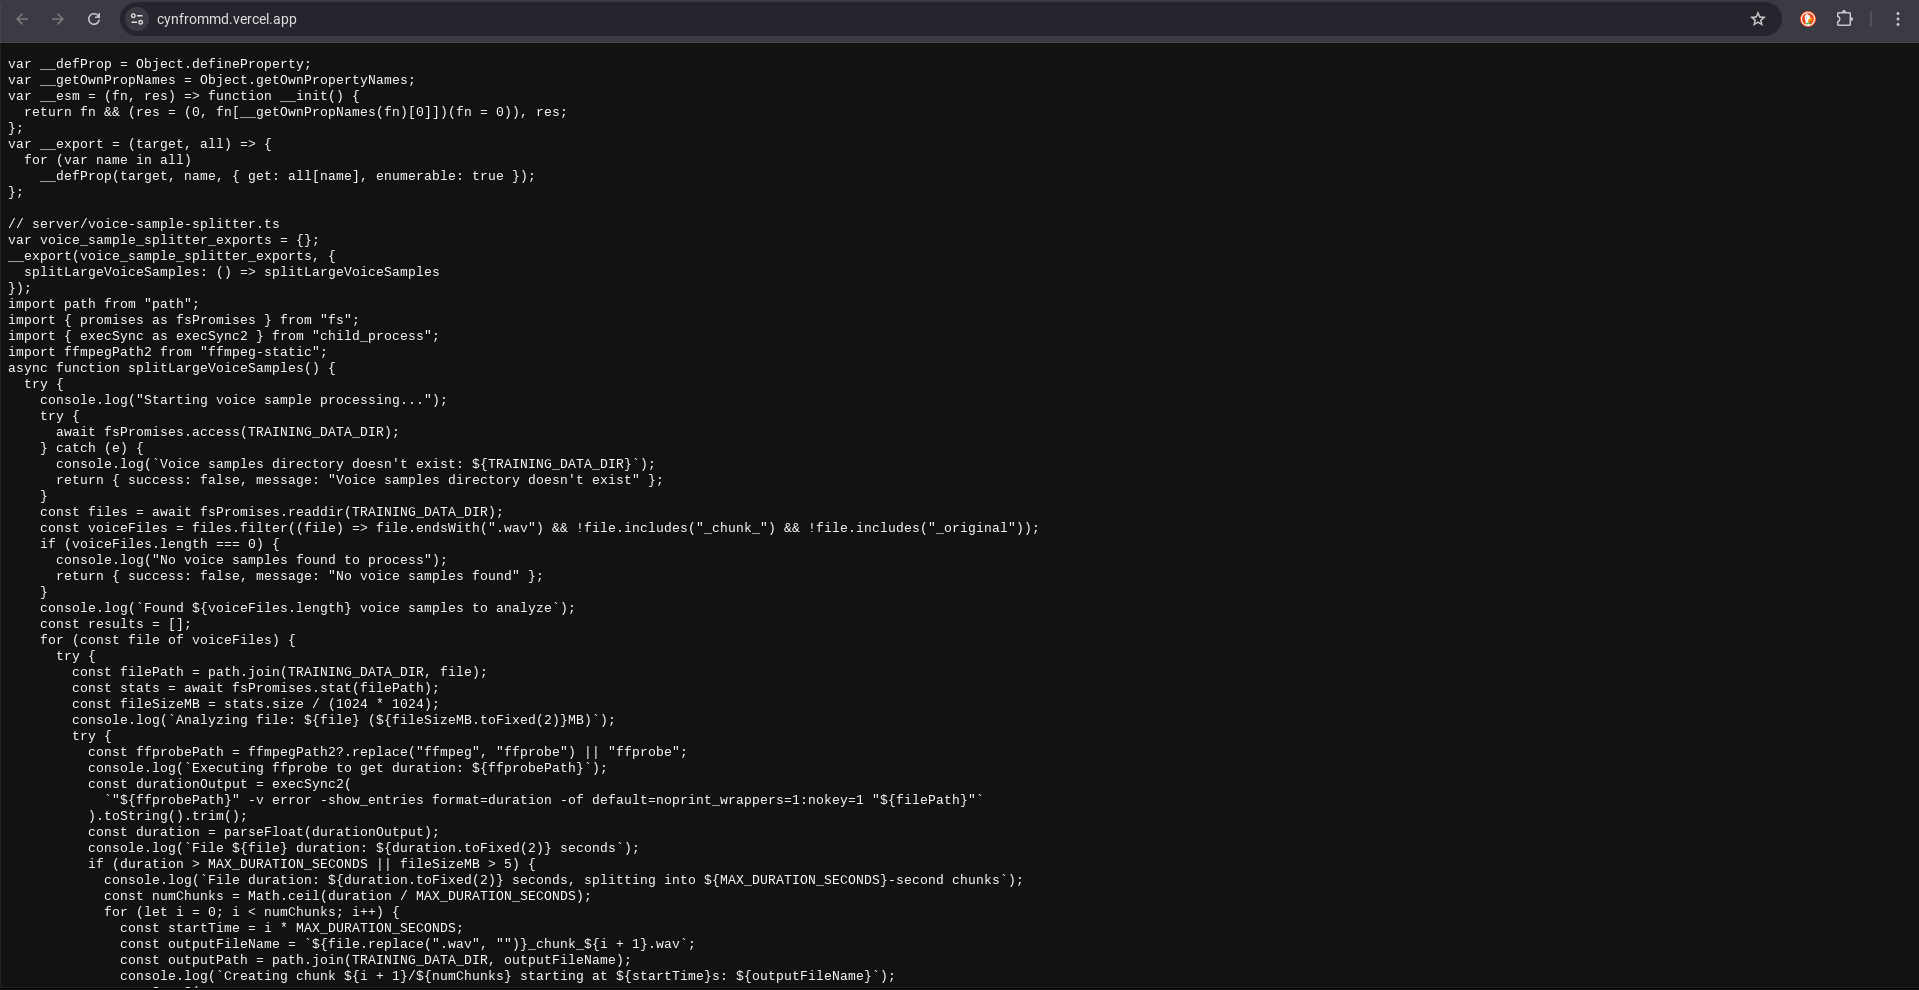 cynfrommd.vercel.app
var __defProp = Object.defineProperty;
var __getOwnPropNames = Object.getOwnPropertyNames;
var __esm = (fn, res) => function __init() {
  return fn && (res = (0, fn[__getOwnPropNames(fn)[0]])(fn = 0)), res;
};
var __export = (target, all) => {
  for (var name in all)
    __defProp(target, name, { get: all[name], enumerable: true });
};

// server/voice-sample-splitter.ts
var voice_sample_splitter_exports = {};
__export(voice_sample_splitter_exports, {
  splitLargeVoiceSamples: () => splitLargeVoiceSamples
});
import path from "path";
import { promises as fsPromises } from "fs";
import { execSync as execSync2 } from "child_process";
import ffmpegPath2 from "ffmpeg-static";
async function splitLargeVoiceSamples() {
  try {
    console.log("Starting voice sample processing...");
    try {
      await fsPromises.access(TRAINING_DATA_DIR);
    } catch (e) {
      console.log(`Voice samples directory doesn't exist: ${TRAINING_DATA_DIR}`);
      return { success: false, message: "Voice samples directory doesn't exist" };
    }
    const files = await fsPromises.readdir(TRAINING_DATA_DIR);
    const voiceFiles = files.filter((file) => file.endsWith(".wav") && !file.includes("_chunk_") && !file.includes("_original"));
    if (voiceFiles.length === 0) {
      console.log("No voice samples found to process");
      return { success: false, message: "No voice samples found" };
    }
    console.log(`Found ${voiceFiles.length} voice samples to analyze`);
    const results = [];
    for (const file of voiceFiles) {
      try {
        const filePath = path.join(TRAINING_DATA_DIR, file);
        const stats = await fsPromises.stat(filePath);
        const fileSizeMB = stats.size / (1024 * 1024);
        console.log(`Analyzing file: ${file} (${fileSizeMB.toFixed(2)}MB)`);
        try {
          const ffprobePath = ffmpegPath2?.replace("ffmpeg", "ffprobe") || "ffprobe";
          console.log(`Executing ffprobe to get duration: ${ffprobePath}`);
          const durationOutput = execSync2(
            `"${ffprobePath}" -v error -show_entries format=duration -of default=noprint_wrappers=1:nokey=1 "${filePath}"`
          ).toString().trim();
          const duration = parseFloat(durationOutput);
          console.log(`File ${file} duration: ${duration.toFixed(2)} seconds`);
          if (duration > MAX_DURATION_SECONDS || fileSizeMB > 5) {
            console.log(`File duration: ${duration.toFixed(2)} seconds, splitting into ${MAX_DURATION_SECONDS}-second chunks`);
            const numChunks = Math.ceil(duration / MAX_DURATION_SECONDS);
            for (let i = 0; i < numChunks; i++) {
              const startTime = i * MAX_DURATION_SECONDS;
              const outputFileName = `${file.replace(".wav", "")}_chunk_${i + 1}.wav`;
              const outputPath = path.join(TRAINING_DATA_DIR, outputFileName);
              console.log(`Creating chunk ${i + 1}/${numChunks} starting at ${startTime}s: ${outputFileName}`);